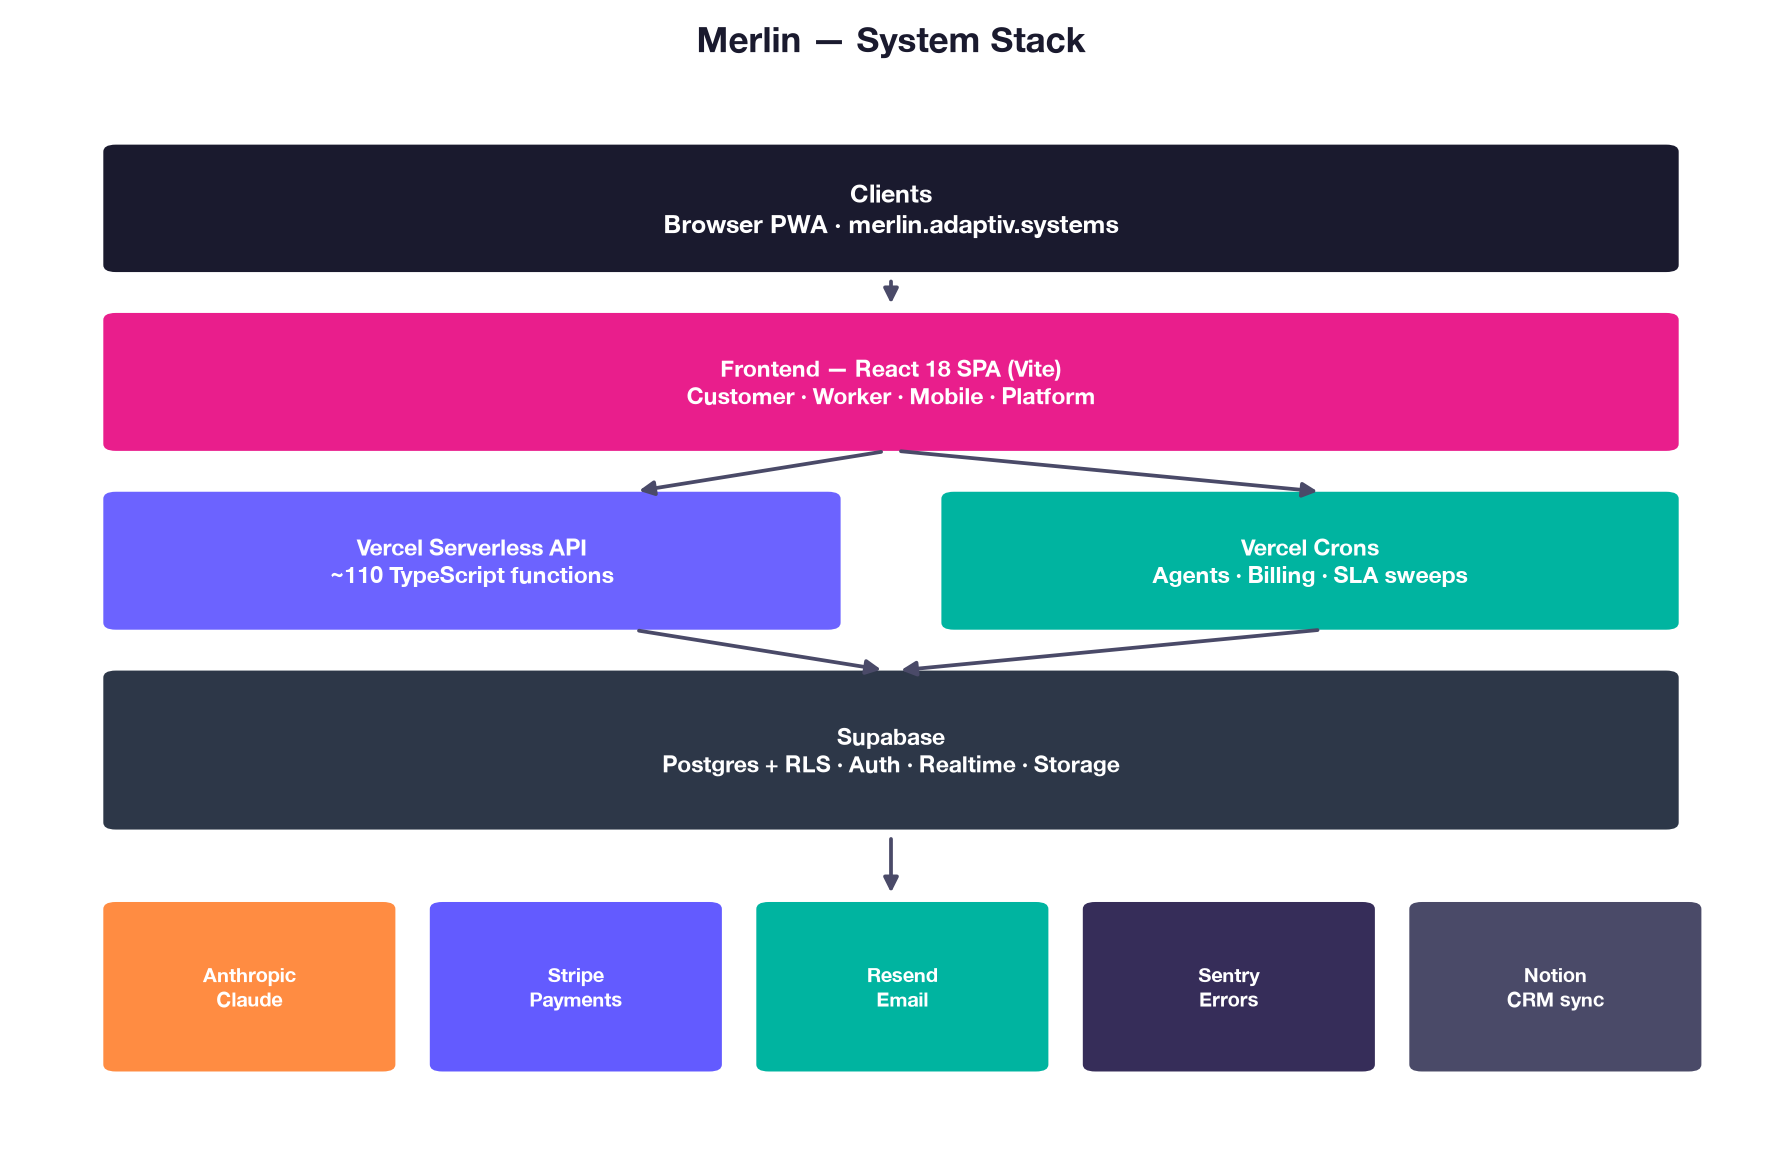 Merlin — System Stack
Clients
Browser PWA · merlin.adaptiv.systems
Frontend — React 18 SPA (Vite)
Customer · Worker · Mobile · Platform
Vercel Serverless API
~110 TypeScript functions
Vercel Crons
Agents · Billing · SLA sweeps
Supabase
Postgres + RLS · Auth · Realtime · Storage
Anthropic
Claude
Stripe
Payments
Resend
Email
Sentry
Errors
Notion
CRM sync